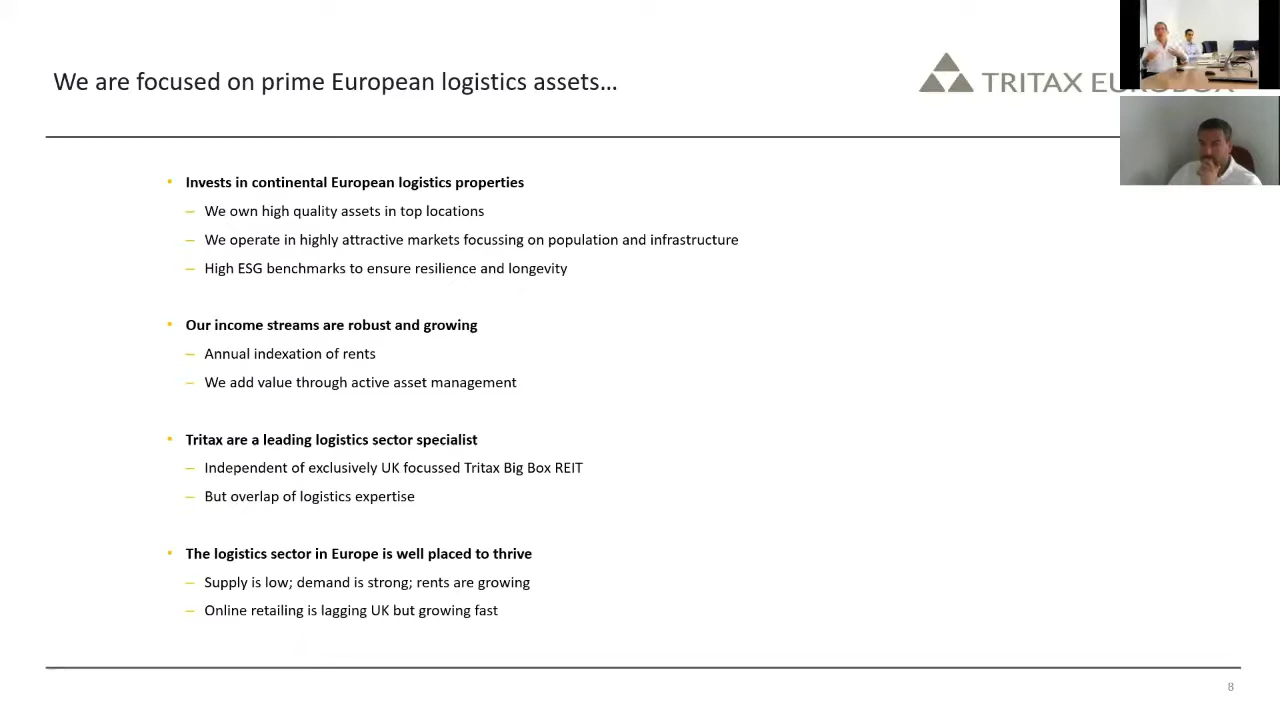 We are focused on prime European logistics assets…
TRITAX
• Invests in continental European logistics properties
– We own high quality assets in top locations
– We operate in highly attractive markets focussing on population and infrastructure
– High ESG benchmarks to ensure resilience and longevity
• Our income streams are robust and growing
– Annual indexation of rents
– We add value through active asset management
• Tritax are a leading logistics sector specialist
– Independent of exclusively UK focussed Tritax Big Box REIT
– But overlap of logistics expertise
• The logistics sector in Europe is well placed to thrive
– Supply is low; demand is strong; rents are growing
– Online retailing is lagging UK but growing fast
8